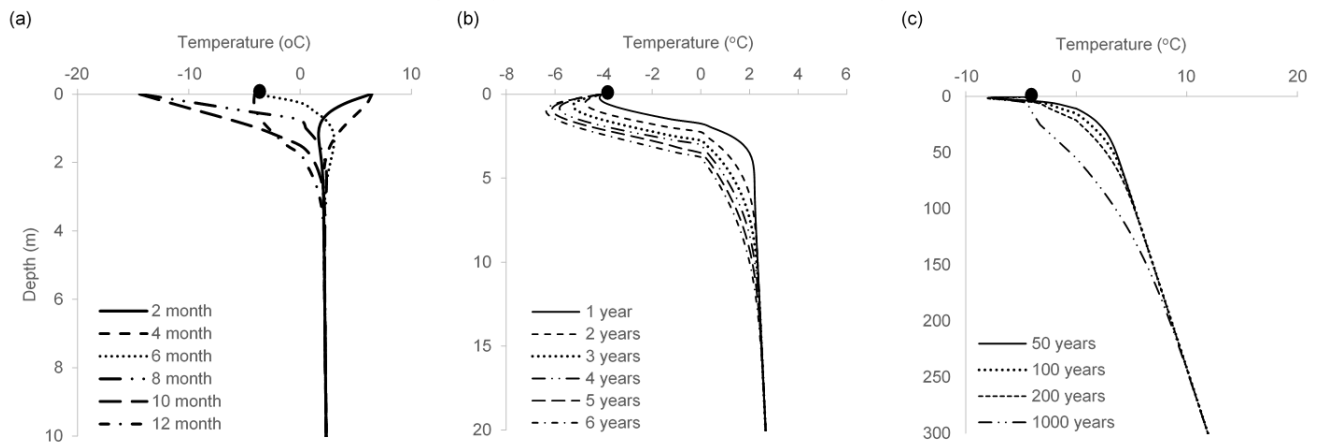 (a)
Temperature (oC)
-20 -10 0 10
0
2
4
6
8
10
Depth (m)
2 month
4 month
6 month
8 month
10 month
12 month
(b)
Temperature (°C)
-8 -6 -4 -2 0 2 4 6
0
5
10
15
20
1 year
2 years
3 years
4 years
5 years
6 years
(c)
Temperature (°C)
-10 0 10 20
0
50
100
150
200
250
300
50 years
100 years
200 years
1000 years